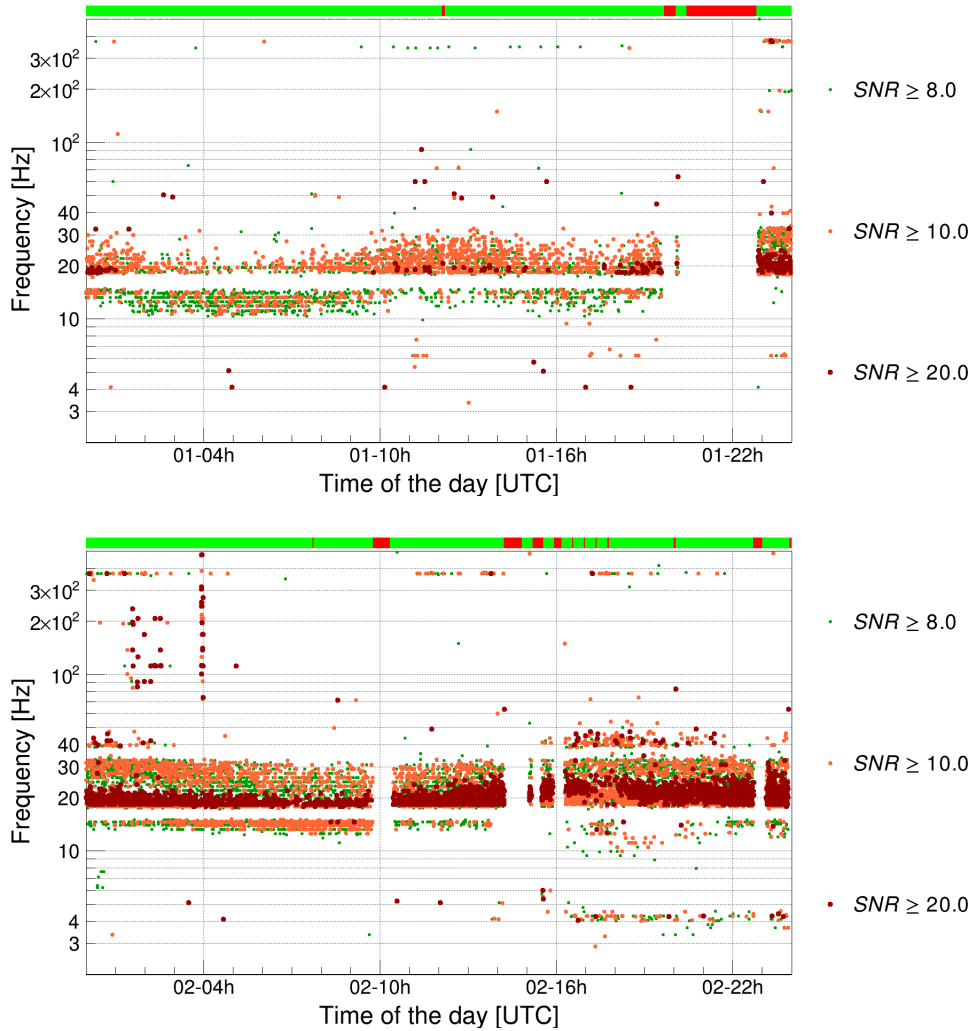 3×10²
2×10²
10²
40
30
20
10
4
3
Frequency [Hz]
01-04h
01-10h
01-16h
01-22h
Time of the day [UTC]
SNR ≥ 8.0
SNR ≥ 10.0
SNR ≥ 20.0
3×10²
2×10²
10²
40
30
20
10
4
3
Frequency [Hz]
02-04h
02-10h
02-16h
02-22h
Time of the day [UTC]
SNR ≥ 8.0
SNR ≥ 10.0
SNR ≥ 20.0